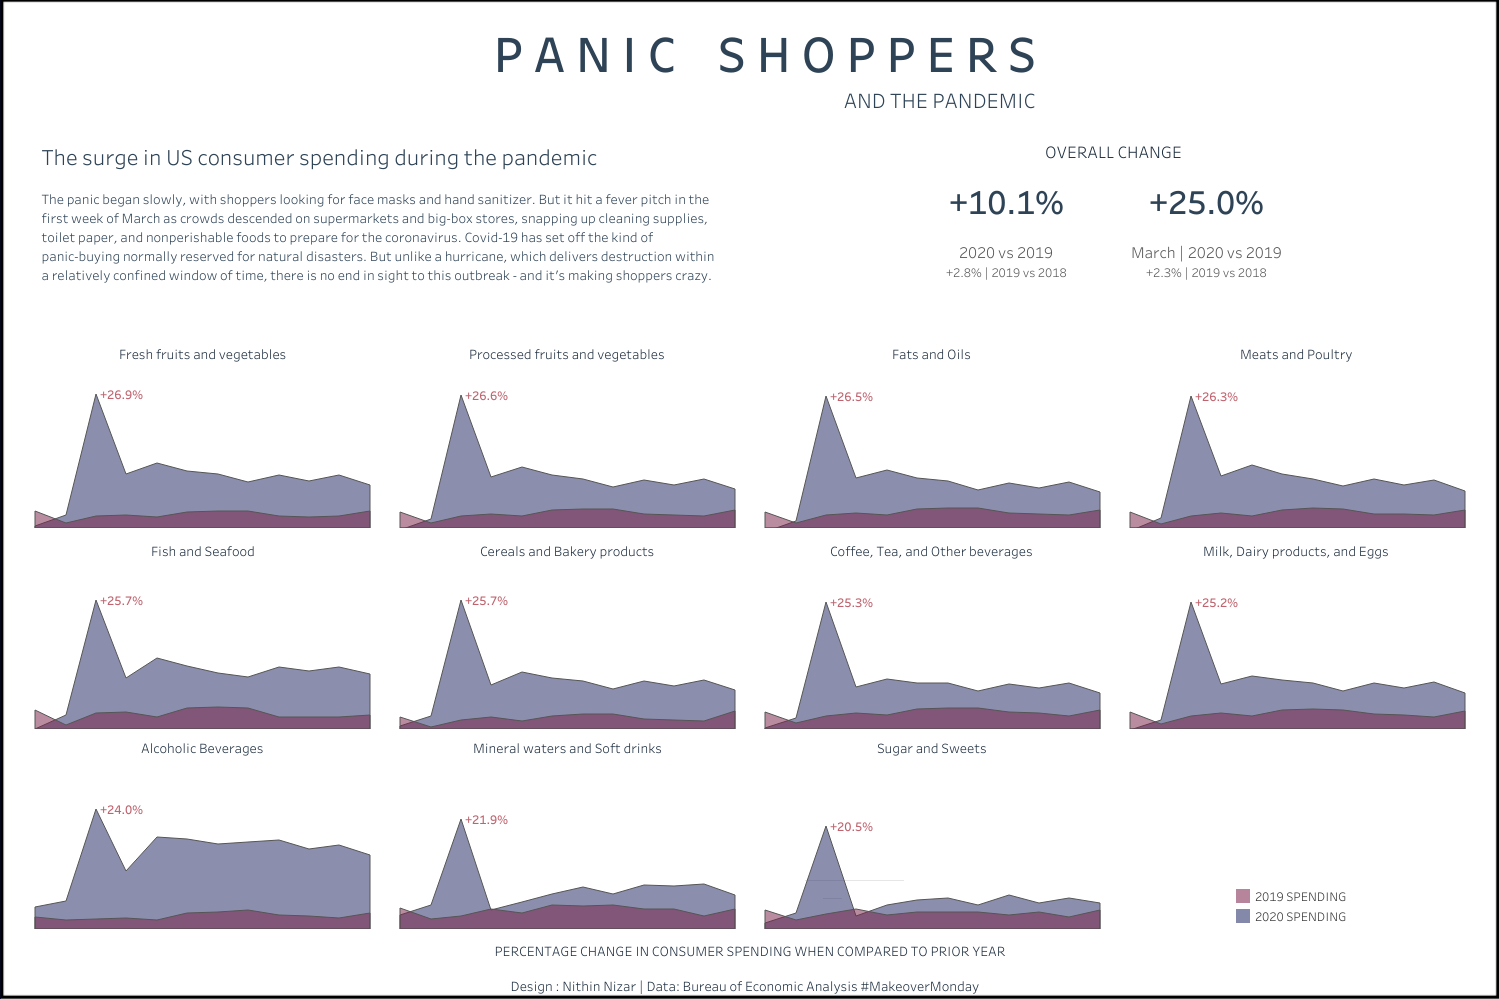 PANIC SHOPPERS
AND THE PANDEMIC
The surge in US consumer spending during the pandemic
The panic began slowly, with shoppers looking for face masks and hand sanitizer. But it hit a fever pitch in the
first week of March as crowds descended on supermarkets and big-box stores, snapping up cleaning supplies,
toilet paper, and nonperishable foods to prepare for the coronavirus. Covid-19 has set off the kind of
panic-buying normally reserved for natural disasters. But unlike a hurricane, which delivers destruction within
a relatively confined window of time, there is no end in sight to this outbreak - and it's making shoppers crazy.
OVERALL CHANGE
+10.1%
2020 vs 2019
+2.8% | 2019 vs 2018
+25.0%
March | 2020 vs 2019
+2.3% | 2019 vs 2018
Fresh fruits and vegetables
+26.9%
Processed fruits and vegetables
+26.6%
Fats and Oils
+26.5%
Meats and Poultry
+26.3%
Fish and Seafood
+25.7%
Cereals and Bakery products
+25.7%
Coffee, Tea, and Other beverages
+25.3%
Milk, Dairy products, and Eggs
+25.2%
Alcoholic Beverages
+24.0%
Mineral waters and Soft drinks
+21.9%
Sugar and Sweets
+20.5%
2019 SPENDING
2020 SPENDING
PERCENTAGE CHANGE IN CONSUMER SPENDING WHEN COMPARED TO PRIOR YEAR
Design : Nithin Nizar | Data: Bureau of Economic Analysis #MakeoverMonday